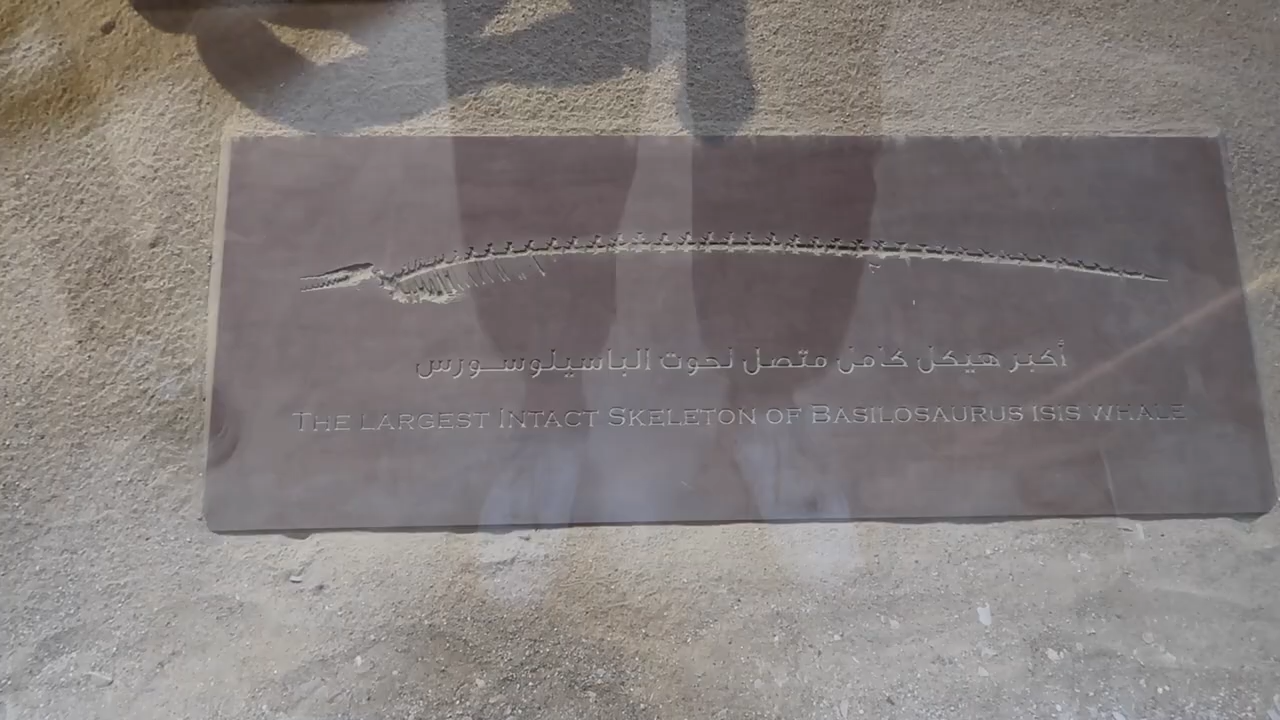 أكبر هيكل كامل متصل لحوت الباسيلوسورس
THE LARGEST INTACT SKELETON OF BASILOSAURUS ISIS WHALE